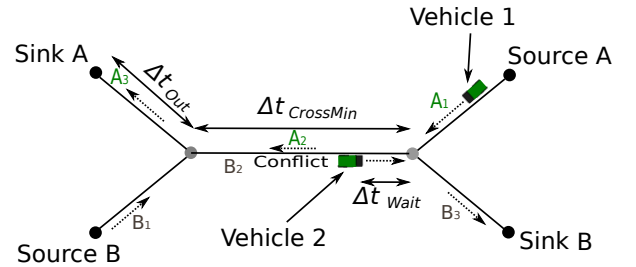 Vehicle 1
Sink A
Source A
A3
Δt Out
Δt CrossMin
A1
A2
B2
Conflict
Δt Wait
B1
B3
Vehicle 2
Source B
Sink B